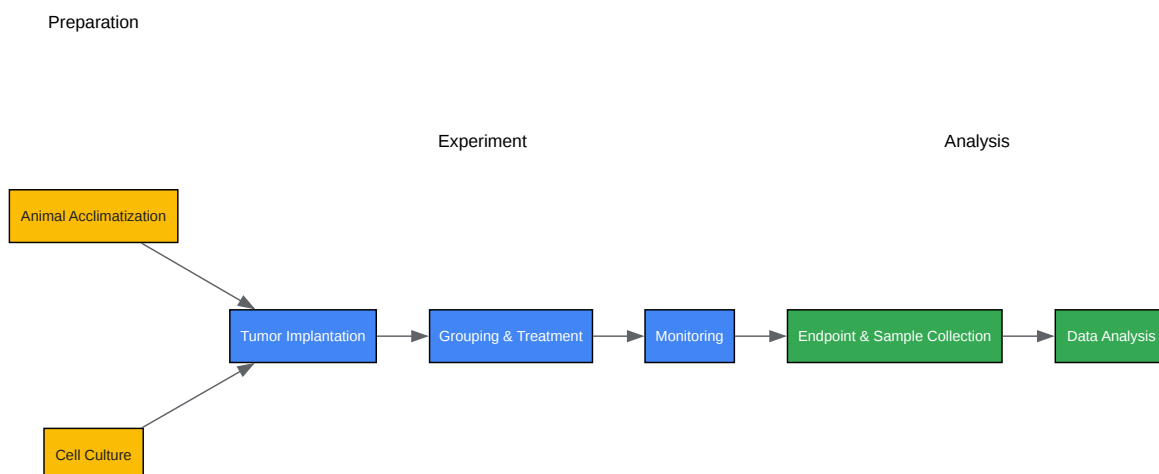 Preparation
Experiment
Analysis
Animal Acclimatization
Tumor Implantation
Grouping & Treatment
Monitoring
Endpoint & Sample Collection
Data Analysis
Cell Culture